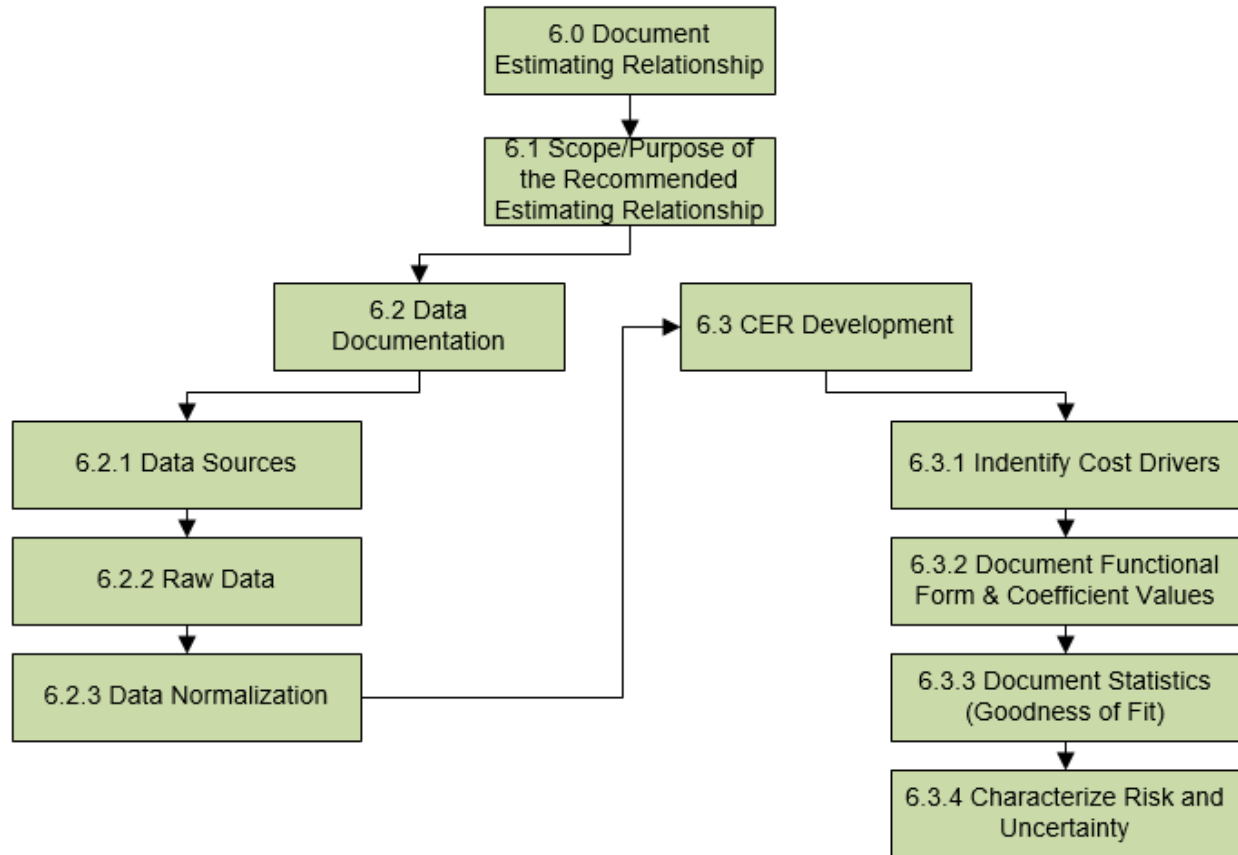 6.0 Document
Estimating Relationship
6.1 Scope/Purpose of
the Recommended
Estimating Relationship
6.2 Data
Documentation
6.2.1 Data Sources
6.2.2 Raw Data
6.2.3 Data Normalization
6.3 CER Development
6.3.1 Indentify Cost Drivers
6.3.2 Document Functional
Form & Coefficient Values
6.3.3 Document Statistics
(Goodness of Fit)
6.3.4 Characterize Risk and
Uncertainty